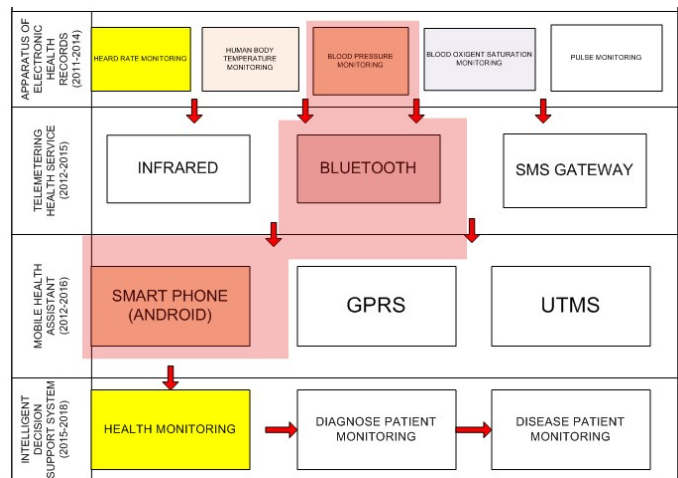 APPARATUS OF
ELECTRONIC
HEALTH
RECORDS
(2011-2014)
HEARD RATE MONITORING
HUMAN BODY
TEMPERATURE
MONITORING
BLOOD PRESSURE
MONITORING
BLOOD OXIGENT SATURATION
MONITORING
PULSE MONITORING
TELEMETERING
HEALTH SERVICE
(2012-2015)
INFRARED
BLUETOOTH
SMS GATEWAY
MOBILE HEALTH
ASSISTANT
(2012-2016)
SMART PHONE
(ANDROID)
GPRS
UTMS
INTELLIGENT
DECISION
SUPPORT SYSTEM
(2015-2018)
HEALTH MONITORING
DIAGNOSE PATIENT
MONITORING
DISEASE PATIENT
MONITORING